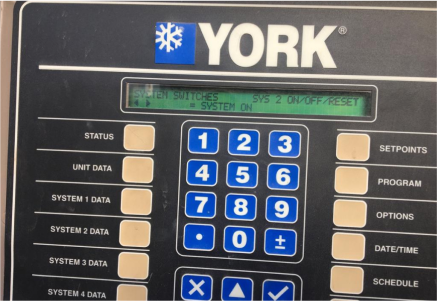 YORK®
SYSTEM SWITCHES SYS 2 ON/OFF/RESET
◄ ► = SYSTEM ON
STATUS
UNIT DATA
SYSTEM 1 DATA
SYSTEM 2 DATA
SYSTEM 3 DATA
SYSTEM 4 DATA
1 2 3
4 5 6
7 8 9
• 0 ±
SETPOINTS
PROGRAM
OPTIONS
DATE/TIME
SCHEDULE